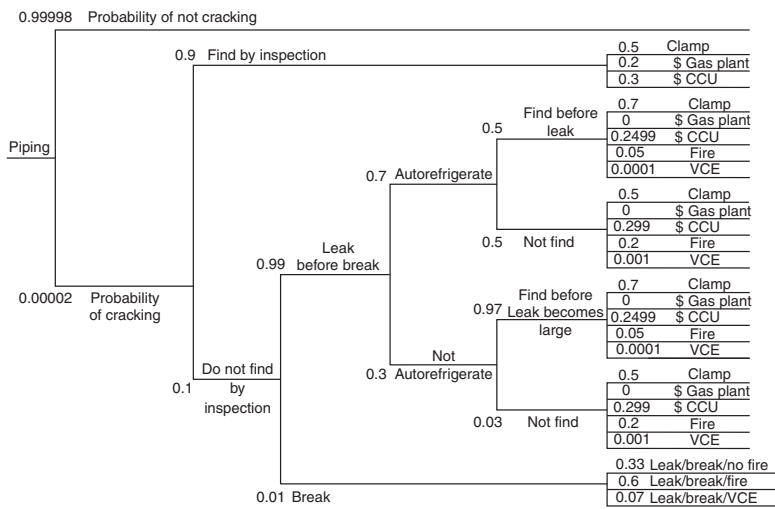 0.99998 Probability of not cracking
0.9 Find by inspection
0.5 Clamp
0.2 $ Gas plant
0.3 $ CCU
Find before
leak
0.5
0.7 Clamp
0 $ Gas plant
0.2499 $ CCU
0.05 Fire
0.0001 VCE
Piping
0.7 Autorefrigerate
0.5 Not find
0.5 Clamp
0 $ Gas plant
0.299 $ CCU
0.2 Fire
0.001 VCE
Leak
0.99 before break
0.00002 Probability
of cracking
Find before
0.97 Leak becomes
large
0.7 Clamp
0 $ Gas plant
0.2499 $ CCU
0.05 Fire
0.0001 VCE
Not
0.3 Autorefrigerate
Do not find
0.1 by
inspection
0.03 Not find
0.5 Clamp
0 $ Gas plant
0.299 $ CCU
0.2 Fire
0.001 VCE
0.01 Break
0.33 Leak/break/no fire
0.6 Leak/break/fire
0.07 Leak/break/VCE